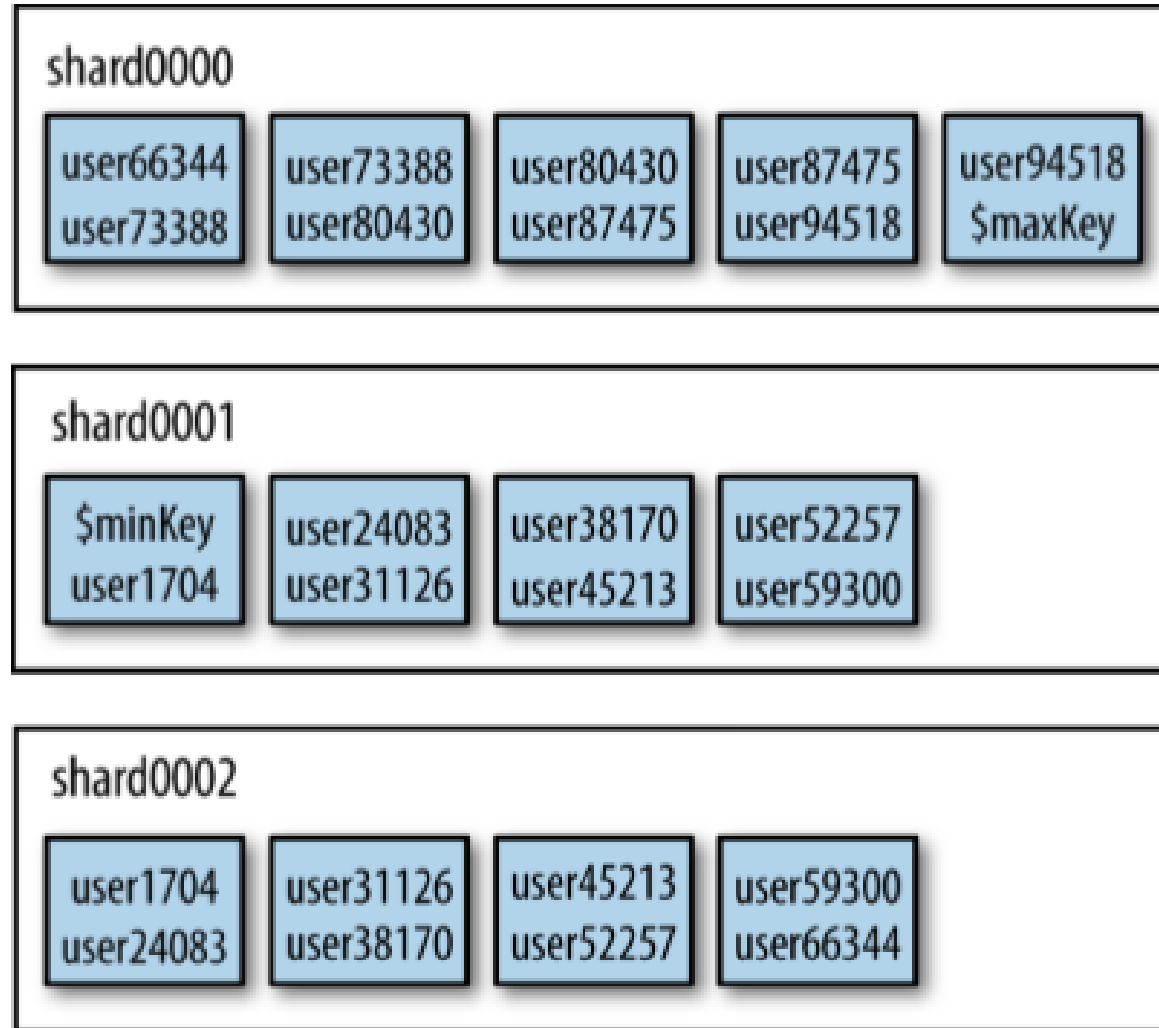 shard0000
user66344
user73388
user73388
user80430
user80430
user87475
user87475
user94518
user94518
$maxKey
shard0001
$minKey
user1704
user24083
user31126
user38170
user45213
user52257
user59300
shard0002
user1704
user24083
user31126
user38170
user45213
user52257
user59300
user66344